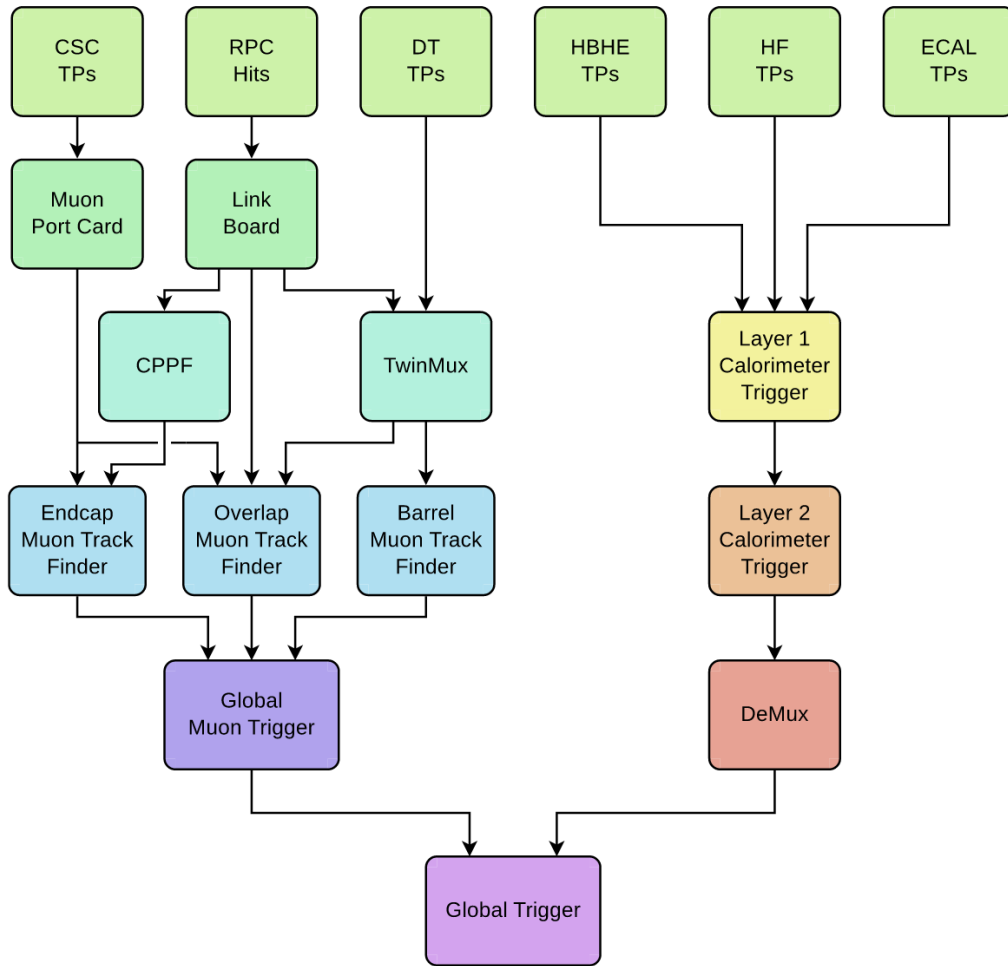 CSC
TPs
RPC
Hits
DT
TPs
HBHE
TPs
HF
TPs
ECAL
TPs
Muon
Port Card
Link
Board
CPPF
TwinMux
Layer 1
Calorimeter
Trigger
Endcap
Muon Track
Finder
Overlap
Muon Track
Finder
Barrel
Muon Track
Finder
Layer 2
Calorimeter
Trigger
Global
Muon Trigger
DeMux
Global Trigger